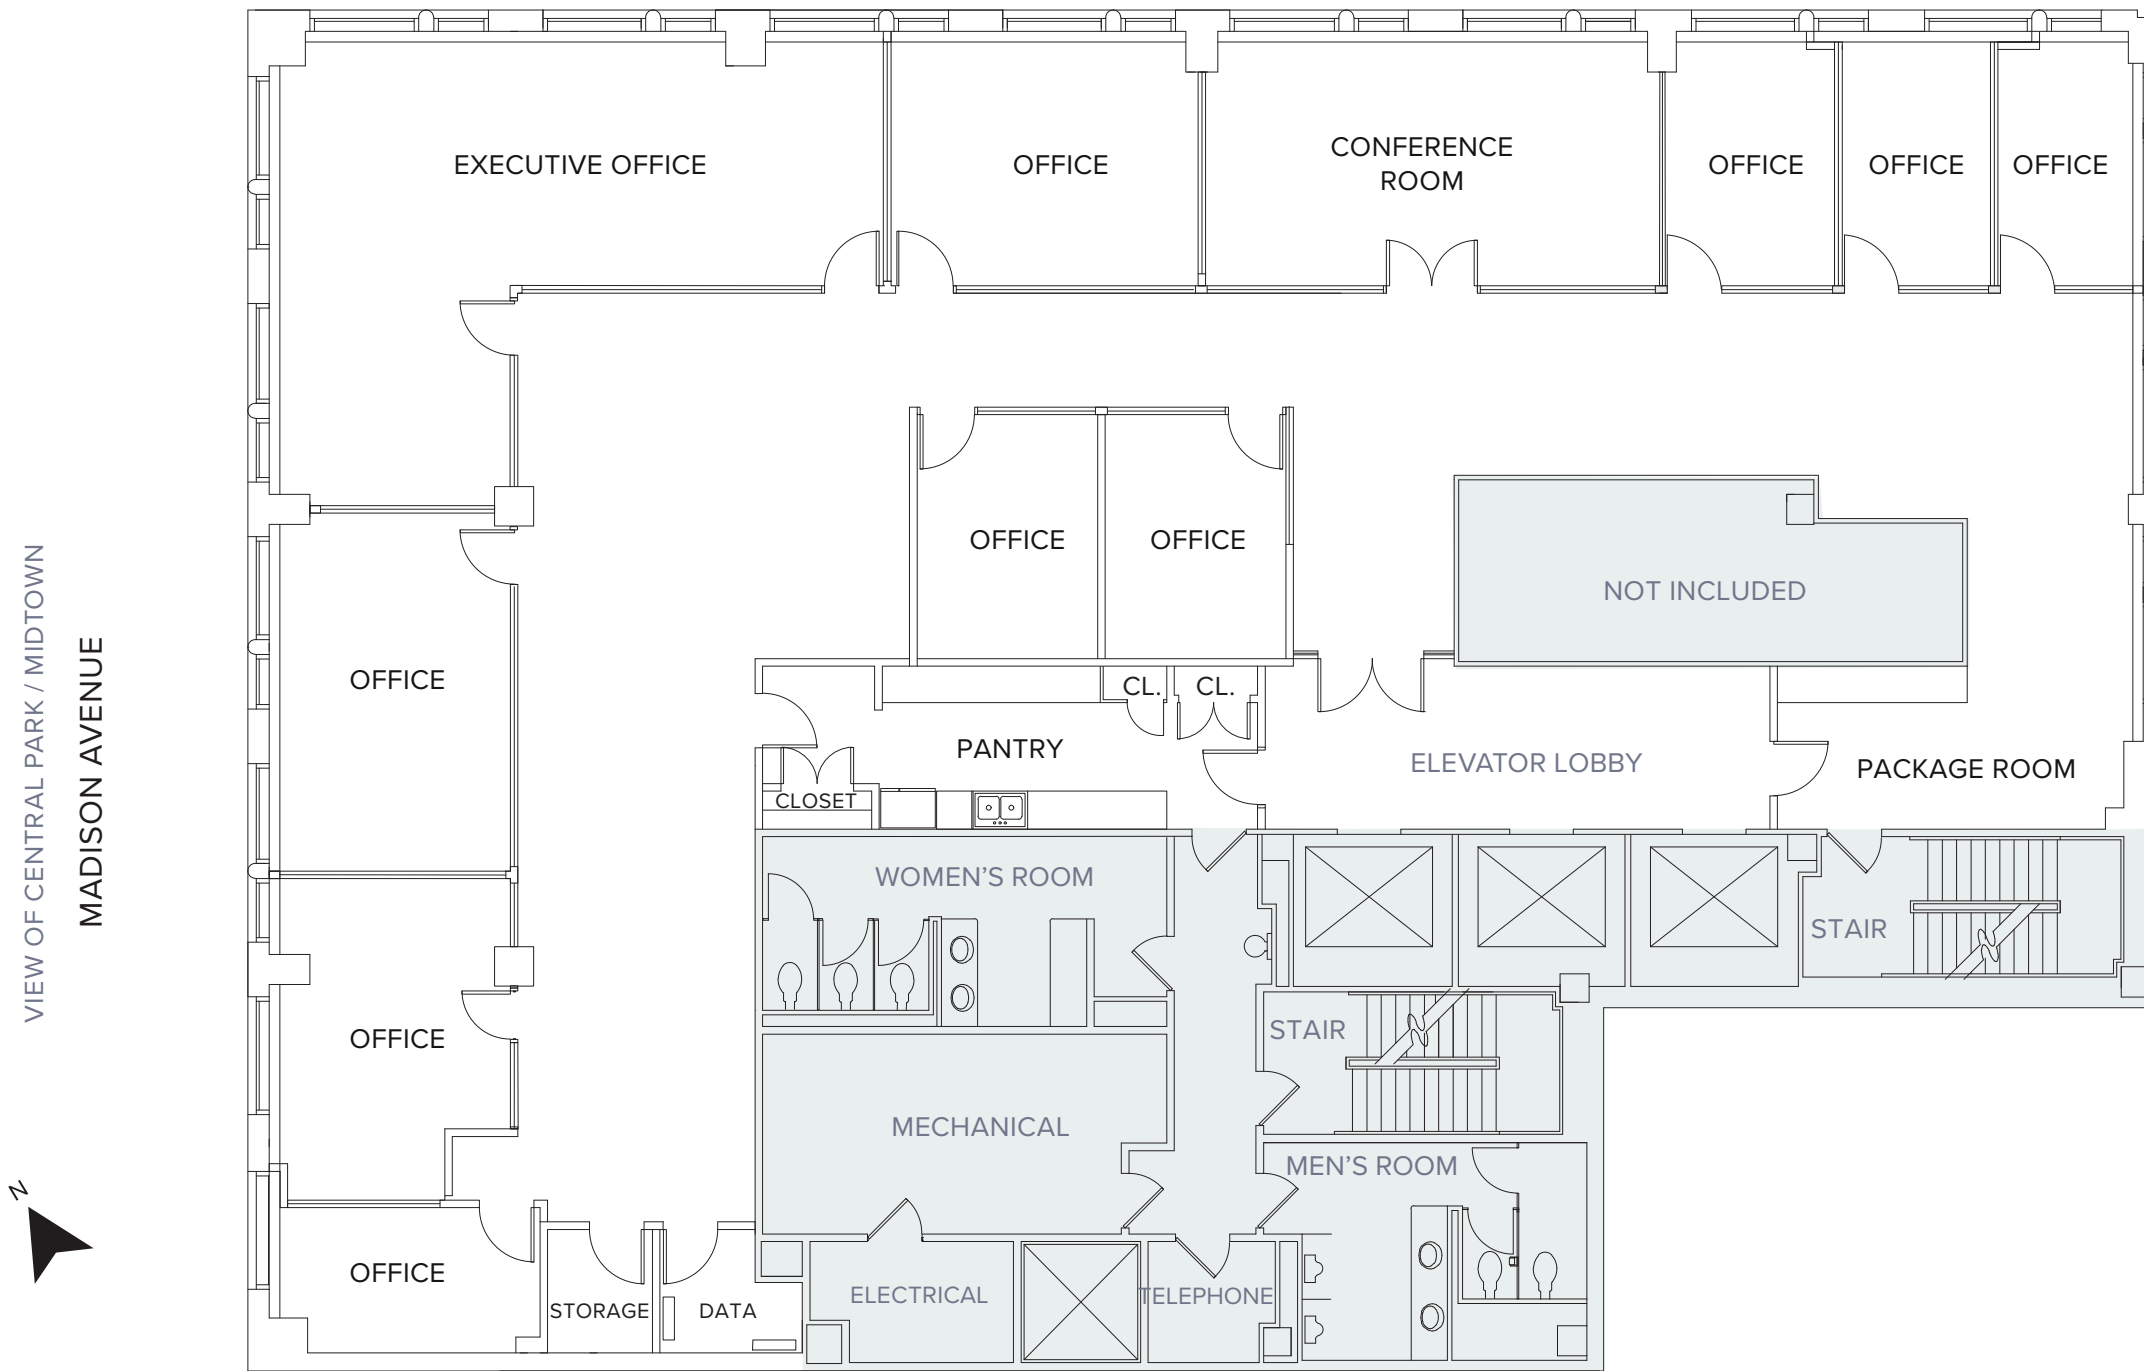 EXECUTIVE OFFICE
OFFICE
CONFERENCE
ROOM
OFFICE
OFFICE
OFFICE
OFFICE
OFFICE
NOT INCLUDED
VIEW OF CENTRAL PARK / MIDTOWN
MADISON AVENUE
OFFICE
CL.
CL.
PANTRY
ELEVATOR LOBBY
PACKAGE ROOM
CLOSET
WOMEN'S ROOM
STAIR
OFFICE
STAIR
MECHANICAL
MEN'S ROOM
N
OFFICE
STORAGE
DATA
ELECTRICAL
TELEPHONE